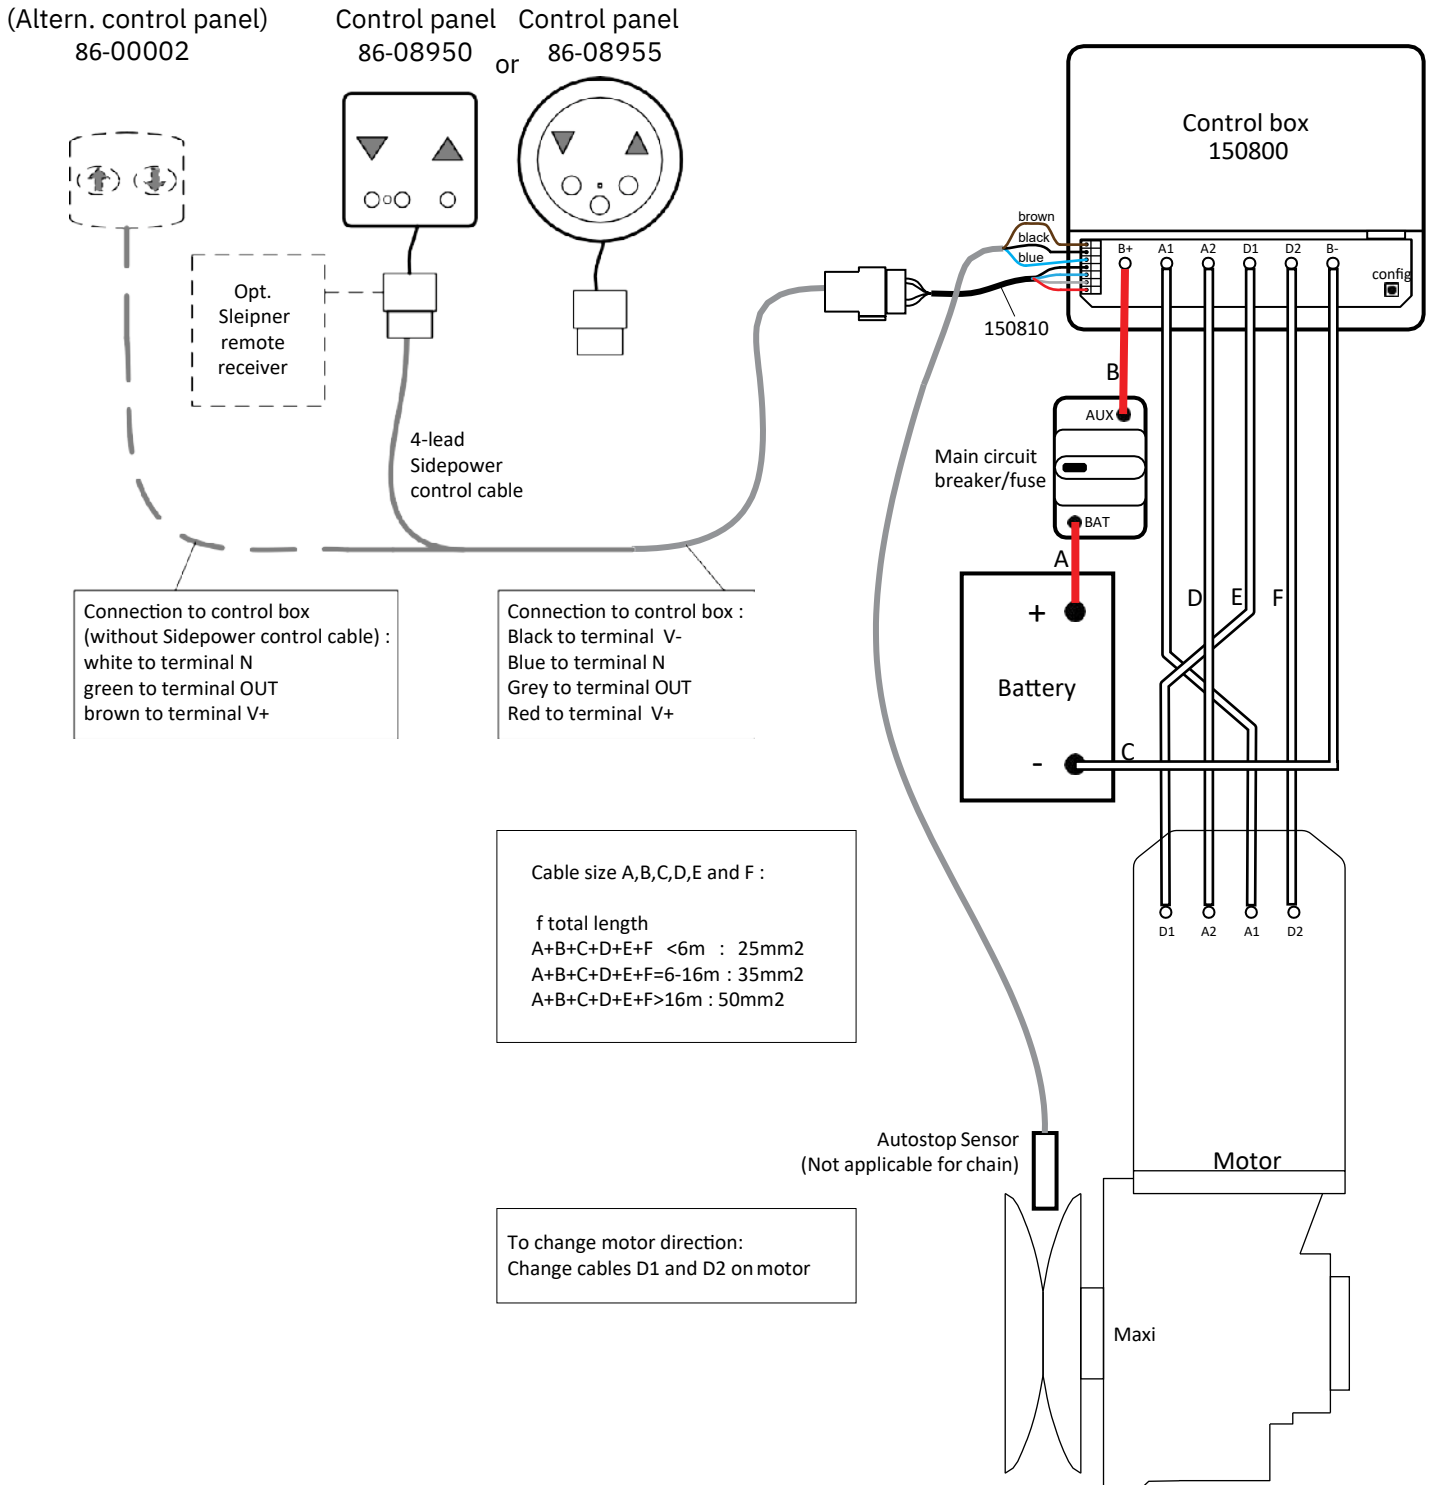 (Altern. control panel)
86-00002
Control panel
86-08950
or
Control panel
86-08955
Control box
150800
brown
black
blue
B+
A1
A2
D1
D2
B-
config
150810
Opt.
Sleipner
remote
receiver
4-lead
Sidepower
control cable
B
AUX
Main circuit
breaker/fuse
BAT
A
+
Battery
-
C
D
E
F
Connection to control box
(without Sidepower control cable) :
white to terminal N
green to terminal OUT
brown to terminal V+
Connection to control box :
Black to terminal V-
Blue to terminal N
Grey to terminal OUT
Red to terminal V+
Cable size A,B,C,D,E and F :
f total length
A+B+C+D+E+F <6m : 25mm2
A+B+C+D+E+F=6-16m : 35mm2
A+B+C+D+E+F>16m : 50mm2
D1
A2
A1
D2
Motor
Autostop Sensor
(Not applicable for chain)
To change motor direction:
Change cables D1 and D2 on motor
Maxi